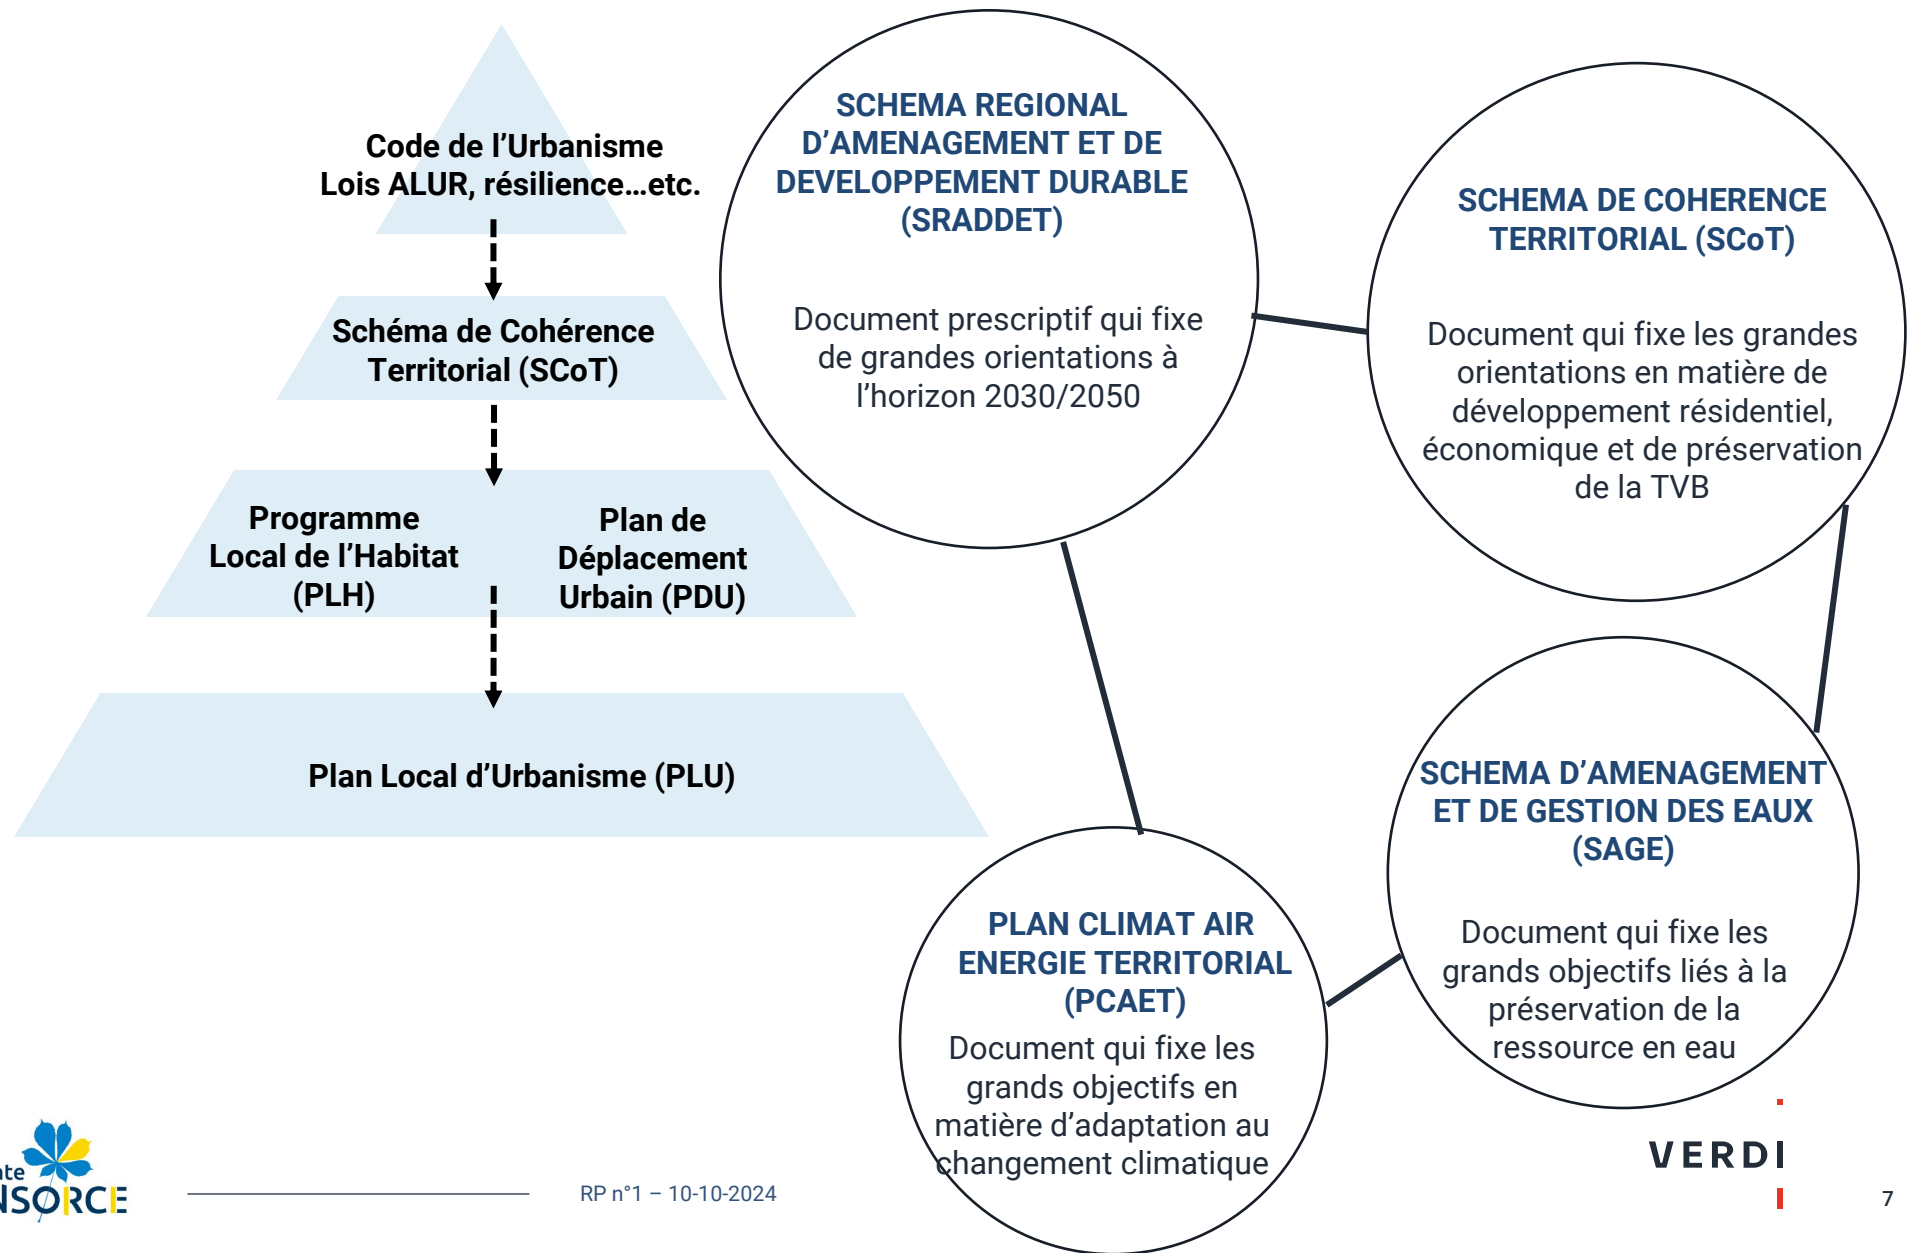 Code de l’Urbanisme
Lois ALUR, résilience…etc.
Schéma de Cohérence
Territorial (SCoT)
Programme
Local de l’Habitat
(PLH)
Plan de
Déplacement
Urbain (PDU)
Plan Local d’Urbanisme (PLU)
SCHEMA REGIONAL
D’AMENAGEMENT ET DE
DEVELOPPEMENT DURABLE
(SRADDET)
Document prescriptif qui fixe
de grandes orientations à
l’horizon 2030/2050
SCHEMA DE COHERENCE
TERRITORIAL (SCoT)
Document qui fixe les grandes
orientations en matière de
développement résidentiel,
économique et de préservation
de la TVB
SCHEMA D’AMENAGEMENT
ET DE GESTION DES EAUX
(SAGE)
Document qui fixe les
grands objectifs liés à la
préservation de la
ressource en eau
PLAN CLIMAT AIR
ENERGIE TERRITORIAL
(PCAET)
Document qui fixe les
grands objectifs en
matière d’adaptation au
changement climatique
RP n°1 – 10-10-2024
VERDI
7